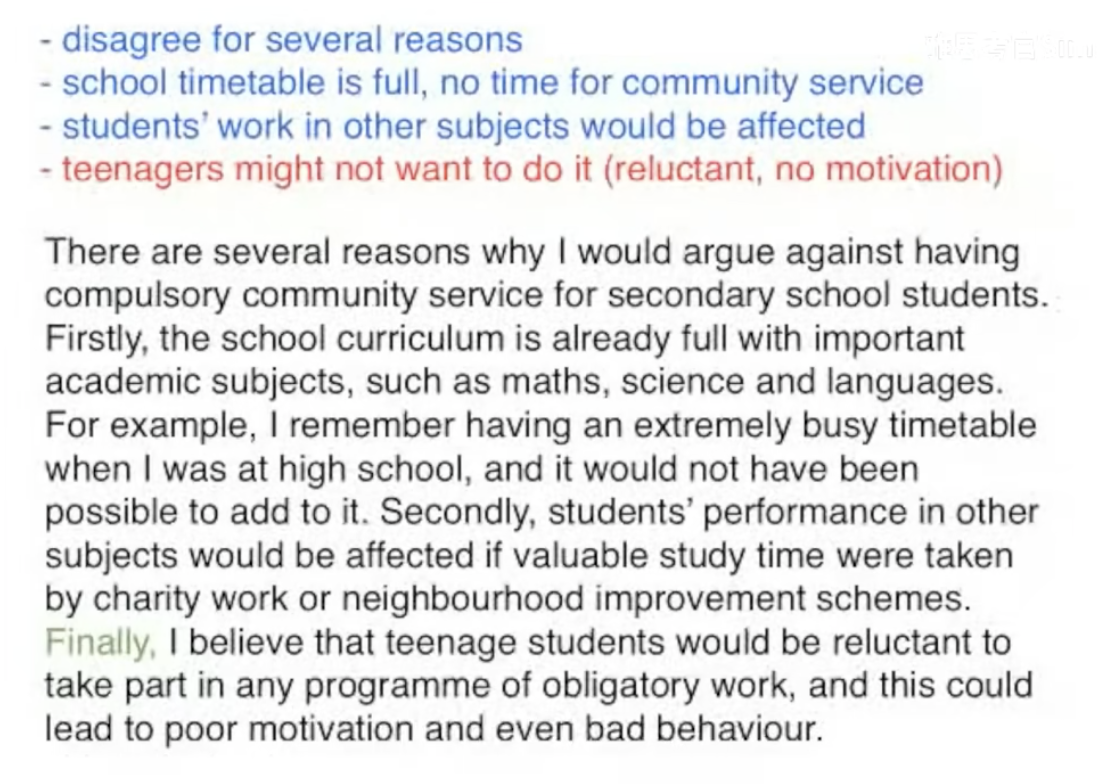 - disagree for several reasons
- school timetable is full, no time for community service
- students' work in other subjects would be affected
- teenagers might not want to do it (reluctant, no motivation)
There are several reasons why I would argue against having
compulsory community service for secondary school students.
Firstly, the school curriculum is already full with important
academic subjects, such as maths, science and languages.
For example, I remember having an extremely busy timetable
when I was at high school, and it would not have been
possible to add to it. Secondly, students' performance in other
subjects would be affected if valuable study time were taken
by charity work or neighbourhood improvement schemes.
Finally, I believe that teenage students would be reluctant to
take part in any programme of obligatory work, and this could
lead to poor motivation and even bad behaviour.